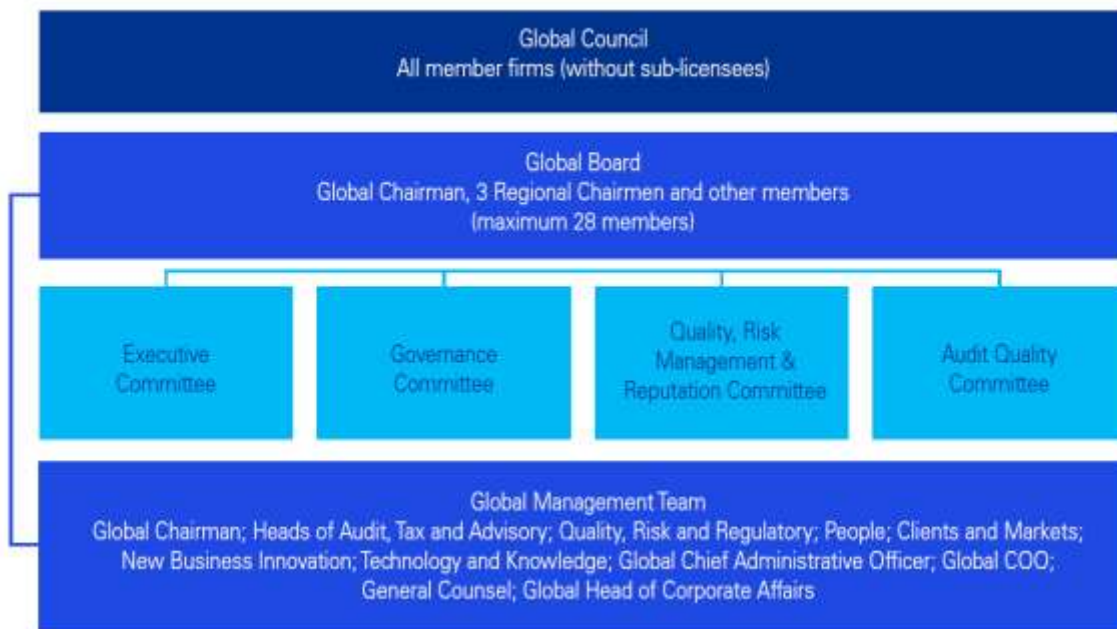 Global Council
All member firms (without sub-licensees)
Global Board
Global Chairman, 3 Regional Chairmen and other members
(maximum 28 members)
Executive
Committee
Governance
Committee
Quality, Risk
Management &
Reputation Committee
Audit Quality
Committee
Global Management Team
Global Chairman; Heads of Audit, Tax and Advisory; Quality, Risk and Regulatory; People; Clients and Markets;
New Business Innovation; Technology and Knowledge; Global Chief Administrative Officer; Global COO;
General Counsel; Global Head of Corporate Affairs